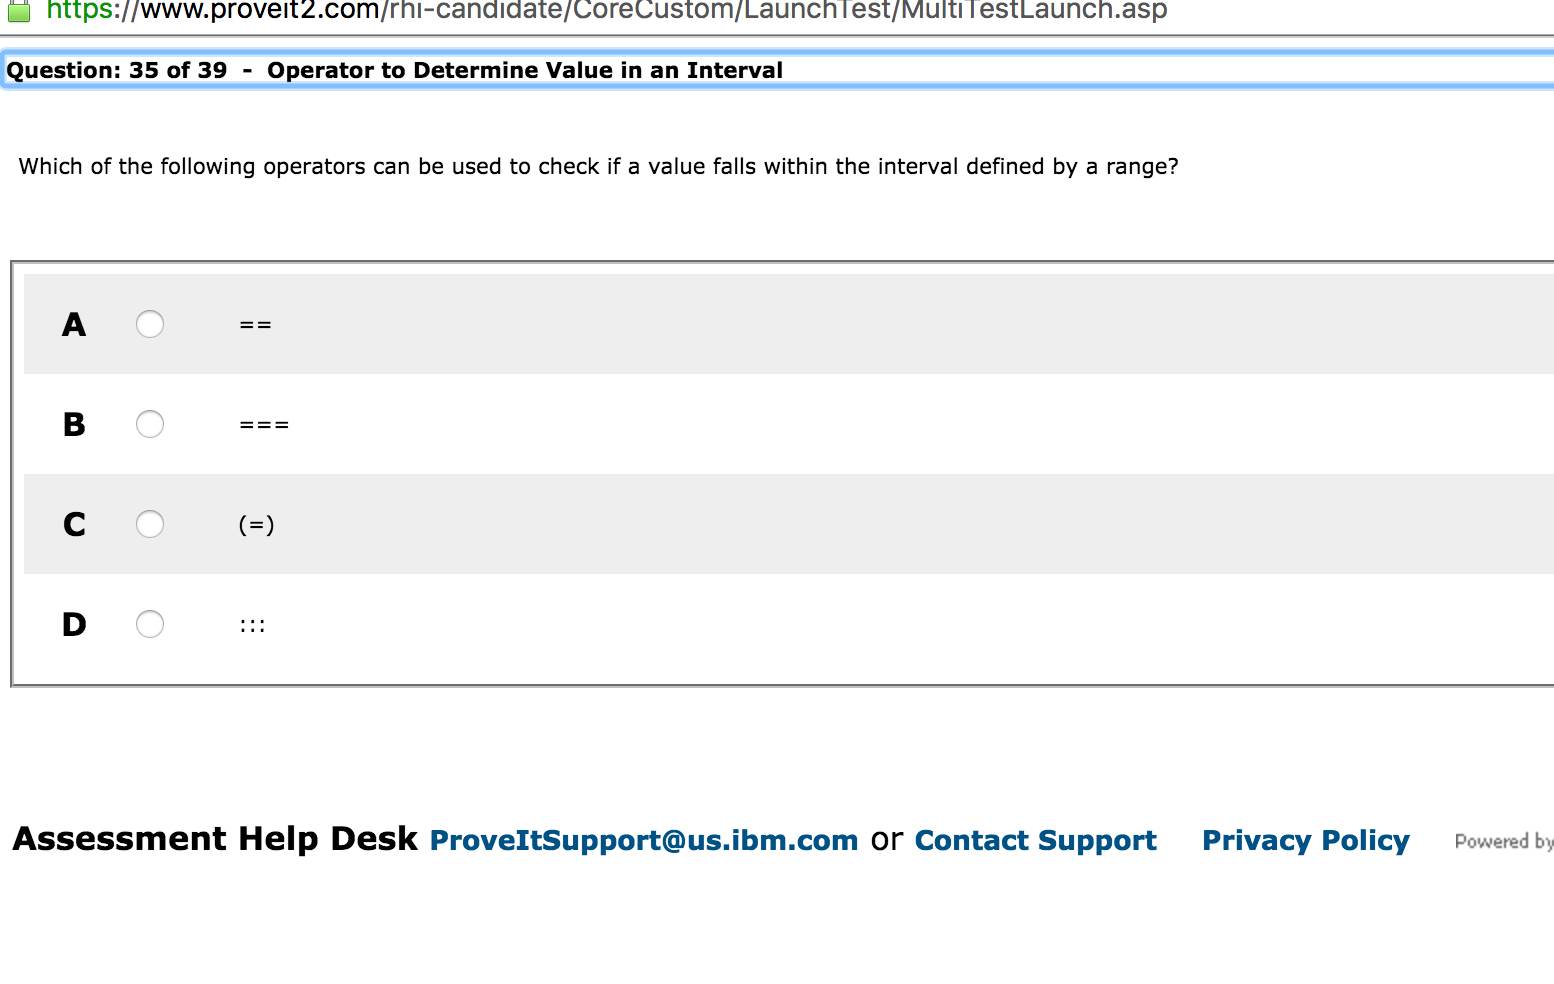 https://www.proveit2.com/rhi-candidate/CoreCustom/LaunchTest/MultiTestLaunch.asp
Question: 35 of 39 - Operator to Determine Value in an Interval
Which of the following operators can be used to check if a value falls within the interval defined by a range?
A ==
B ===
C (=)
D :::
Assessment Help Desk ProveItSupport@us.ibm.com or Contact Support Privacy Policy Powered by